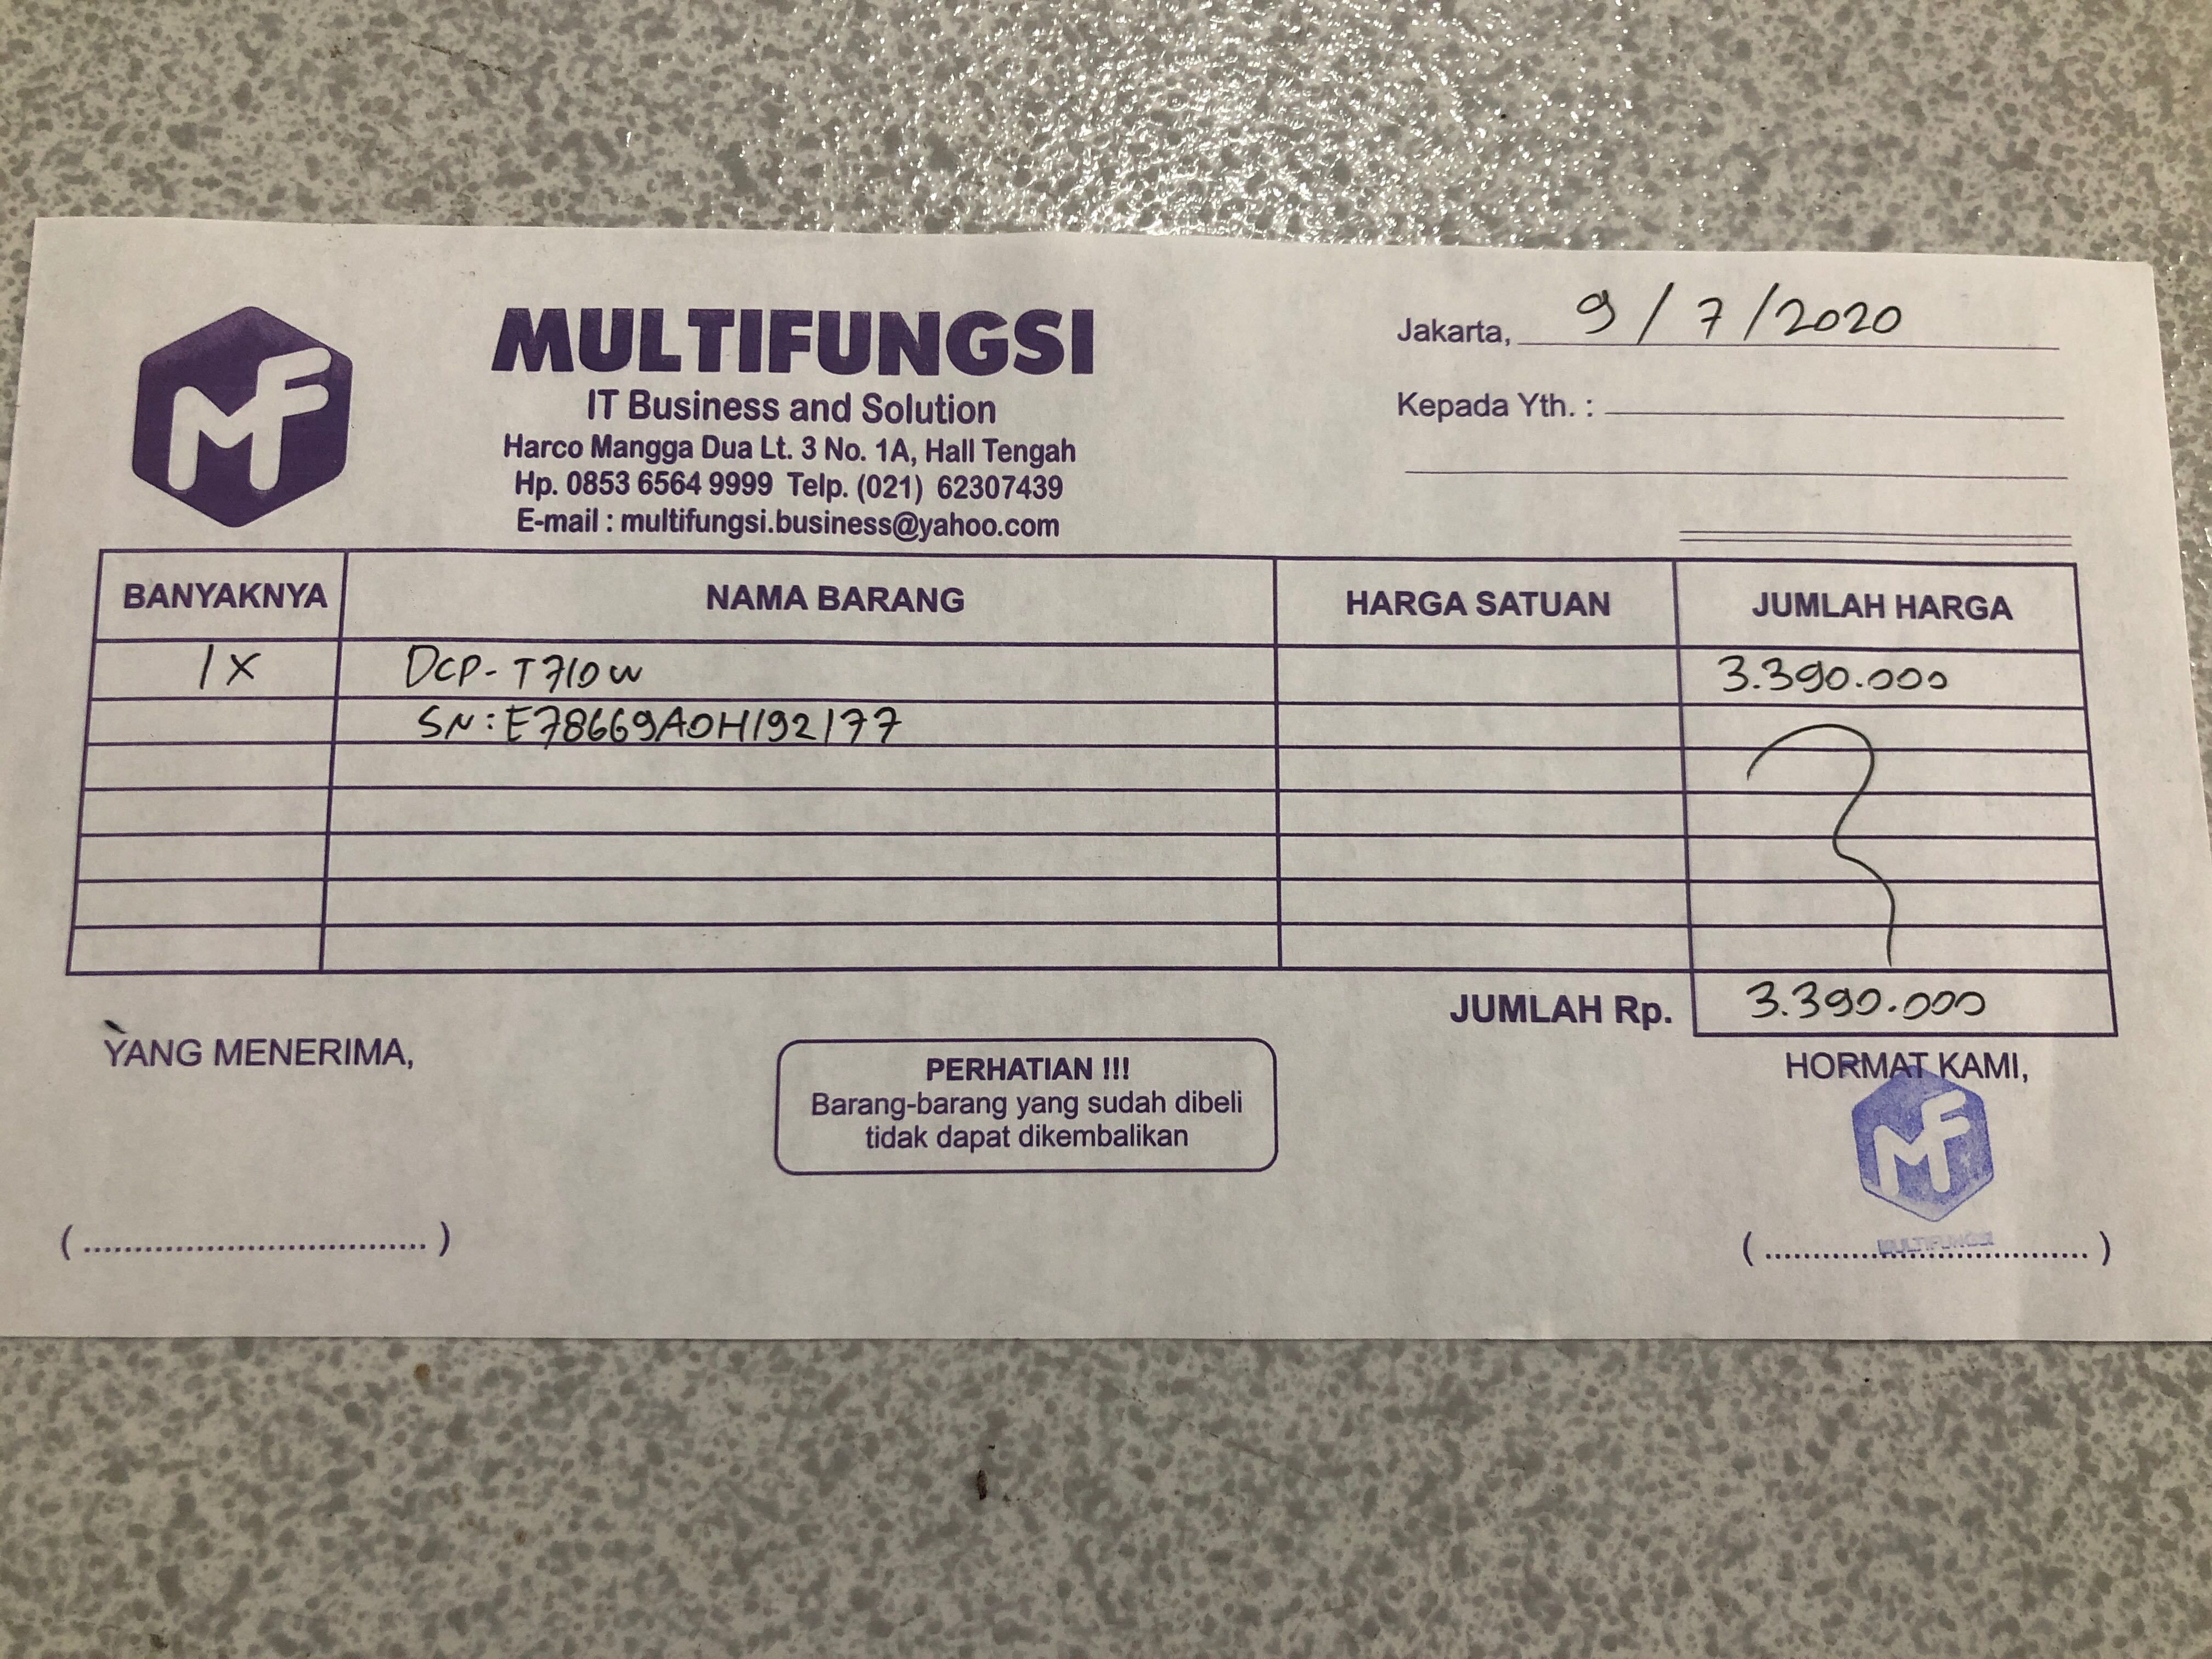 MF
MULTIFUNGSI
IT Business and Solution
Harco Mangga Dua Lt. 3 No. 1A, Hall Tengah
Hp. 0853 6564 9999 Telp. (021) 62307439
E-mail : multifungsi.business@yahoo.com
Jakarta, 9/7/2020
Kepada Yth. :
BANYAKNYA NAMA BARANG HARGA SATUAN JUMLAH HARGA
1X DCP-T710W 3.390.000
SN:E78669A0H192177
JUMLAH Rp. 3.390.000
YANG MENERIMA,
PERHATIAN !!!
Barang-barang yang sudah dibeli
tidak dapat dikembalikan
HORMAT KAMI,
MF
MULTIFUNGSI
(..................................)
(..................................)